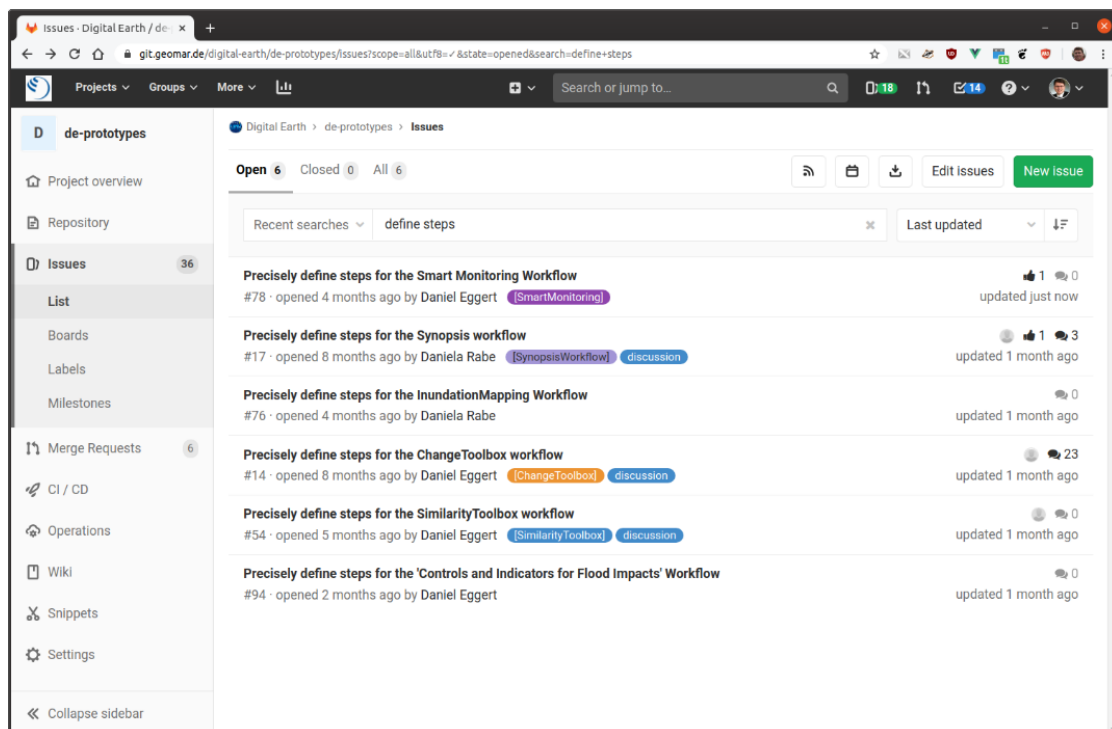 Issues · Digital Earth / de-
git.geomar.de/digital-earth/de-prototypes/issues?scope=all&utf8=✓&state=opened&search=define+steps
12
Projects Groups More Search or jump to... 18 14
D de-prototypes
Digital Earth › de-prototypes › Issues
Open 6 Closed 0 All 6 Edit issues New issue
Project overview
Repository
Recent searches define steps Last updated
Issues 36
List
Boards
Labels
Milestones
Merge Requests 6
CI / CD
Operations
Wiki
Snippets
Settings
Collapse sidebar
Precisely define steps for the Smart Monitoring Workflow 1 0
#78 · opened 4 months ago by Daniel Eggert [SmartMonitoring] updated just now
Precisely define steps for the Synopsis workflow 1 3
#17 · opened 8 months ago by Daniela Rabe [SynopsisWorkflow] discussion updated 1 month ago
Precisely define steps for the InundationMapping Workflow 0
#76 · opened 4 months ago by Daniela Rabe updated 1 month ago
Precisely define steps for the ChangeToolbox workflow 23
#14 · opened 8 months ago by Daniel Eggert [ChangeToolbox] discussion updated 1 month ago
Precisely define steps for the SimilarityToolbox workflow 0
#54 · opened 5 months ago by Daniel Eggert [SimilarityToolbox] discussion updated 1 month ago
Precisely define steps for the 'Controls and Indicators for Flood Impacts' Workflow 0
#94 · opened 2 months ago by Daniel Eggert updated 1 month ago